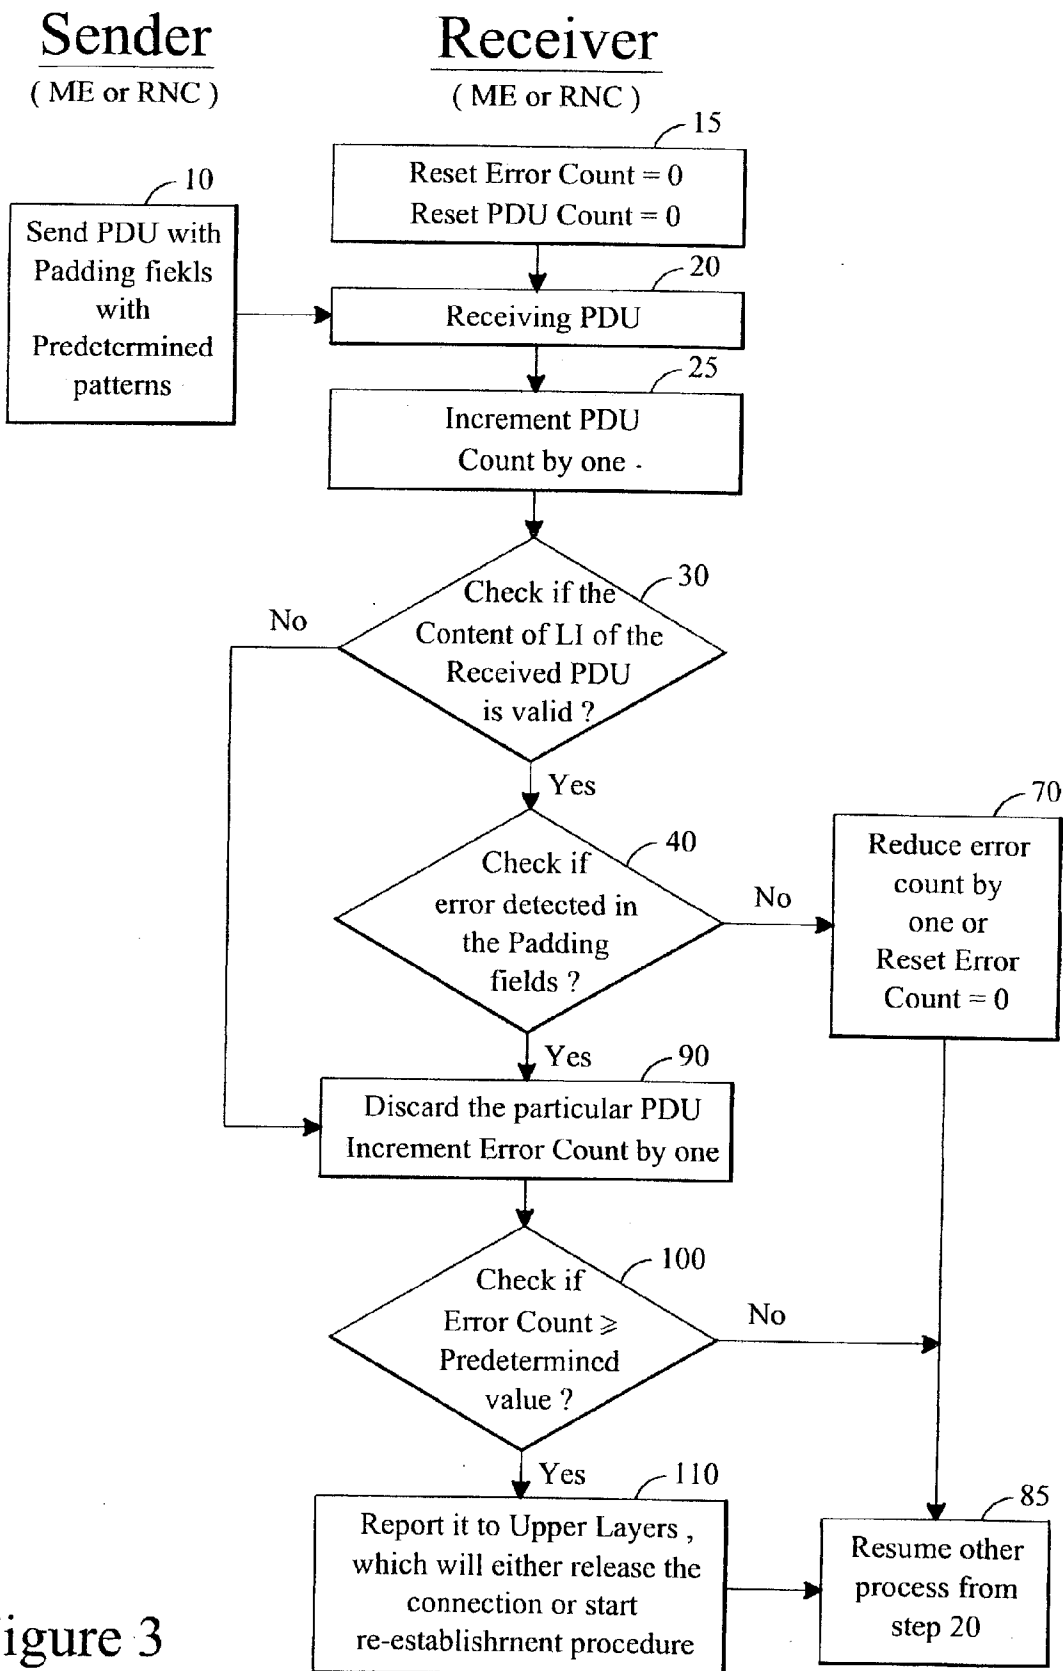 Sender
( ME or RNC )
Receiver
( ME or RNC )
15
Reset Error Count = 0
Reset PDU Count = 0
10
Send PDU with
Padding fiekls
with
Predetermined
patterns
20
Receiving PDU
25
Increment PDU
Count by one
30
Check if the
Content of LI of the
Received PDU
is valid ?
No
Yes
40
Check if
error detected in
the Padding
fields ?
No
70
Reduce error
count by
one or
Reset Error
Count = 0
Yes
90
Discard the particular PDU
Increment Error Count by one
100
Check if
Error Count ⩾
Predetermined
value ?
No
Yes
110
Report it to Upper Layers ,
which will either release the
connection or start
re-establishment procedure
85
Resume other
process from
step 20
igure 3